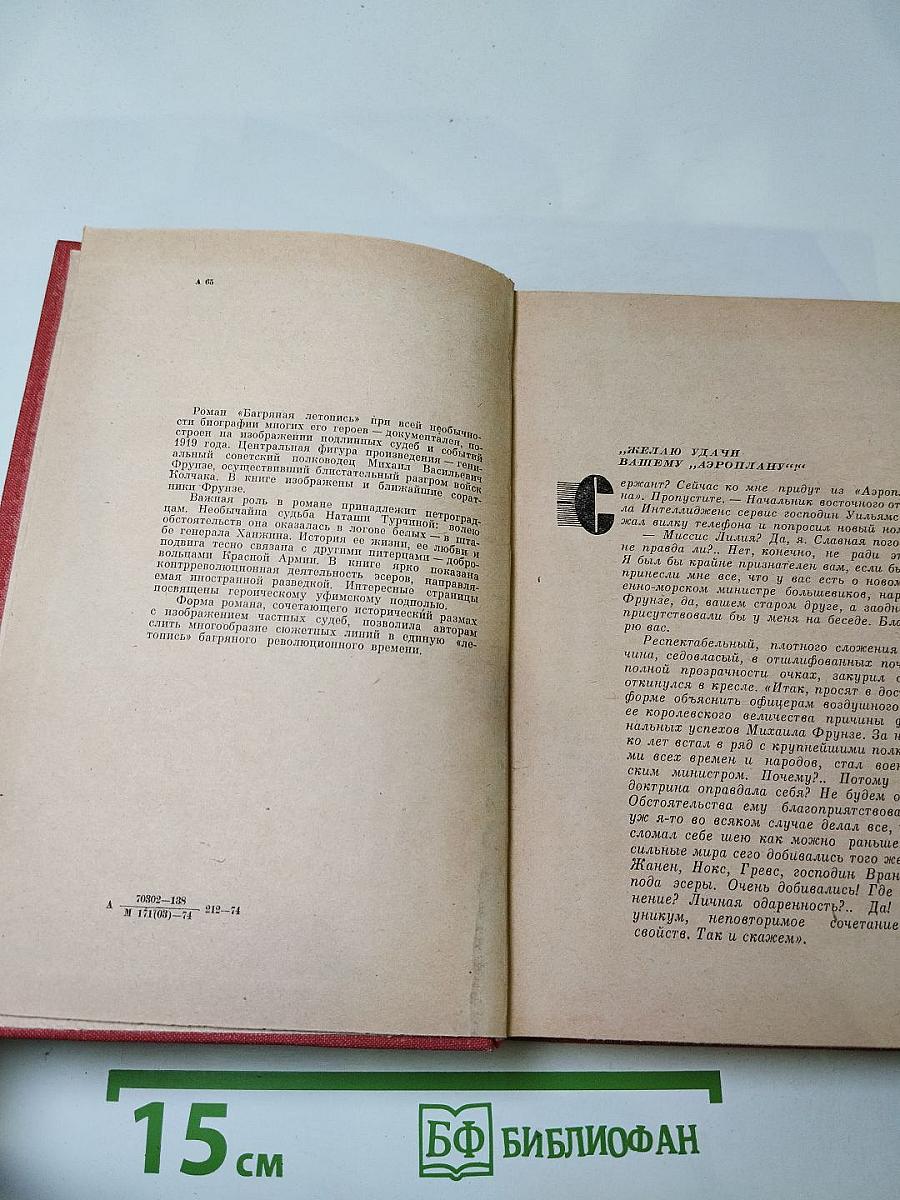 А 65
Роман «Багряная летопись» при всей необычно-
сти биографии многих его героев — документален, по-
строен на изображении подлинных судеб и событий
1919 года. Центральная фигура произведения — гени-
альный советский полководец Михаил Васильевич
Фрунзе, осуществивший блистательный разгром войск
Колчака. В книге изображены и ближайшие сорат-
ники Фрунзе.
Важная роль в романе принадлежит петроград-
цам. Необычайна судьба Наташи Турчиной: волею
обстоятельств она оказалась в логове белых — в шта-
бе генерала Ханжина. История ее жизни, ее любви и
подвига тесно связана с другими питерцами — добро-
вольцами Красной Армии. В книге ярко показана
контрреволюционная деятельность эсеров, направля-
емая иностранной разведкой. Интересные страницы
посвящены героическому уфимскому подполью.
Форма романа, сочетающего исторический размах
с изображением частных судеб, позволила авторам
слить многообразие сюжетных линий в единую «ле-
топись» багряного революционного времени.
А 70302—138
М 171(03)—74 212—74
„ЖЕЛАЮ УДАЧИ
ВАШЕМУ „АЭРОПЛАНУ“!“
Сержант? Сейчас ко мне придут из «Аэропла
на». Пропустите. — Начальник восточного от
ла Интеллидженс сервис господин Уильямс
жал вилку телефона и попросил новый но
— Миссис Лилия? Да, я. Славная пого
не правда ли?.. Нет, конечно, не ради эт
Я был бы крайне признателен вам, если бы
принесли мне все, что у вас есть о новом
енно-морском министре большевиков, нар
Фрунзе, да, вашем старом друге, а заодн
присутствовали бы у меня на беседе. Бла
рю вас.
Респектабельный, плотного сложения
чина, седовласый, в отшлифованных поч
полной прозрачности очках, закурил с
откинулся в кресле. «Итак, просят в дос
форме объяснить офицерам воздушного
ее королевского величества причины ф
нальных успехов Михаила Фрунзе. За н
ко лет встал в ряд с крупнейшими полк
ми всех времен и народов, стал воен
ским министром. Почему?.. Потому
доктрина оправдала себя? Не будем о
Обстоятельства ему благоприятствова
уж я-то во всяком случае делал все,
сломал себе шею как можно раньше
сильные мира сего добивались того же
Жанен, Нокс, Гревс, господин Вран
пода эсеры. Очень добивались! Где
нение? Личная одаренность?.. Да!
уникум, неповторимое сочетание
свойств. Так и скажем».
15 см
БФ БИБЛИОФАН